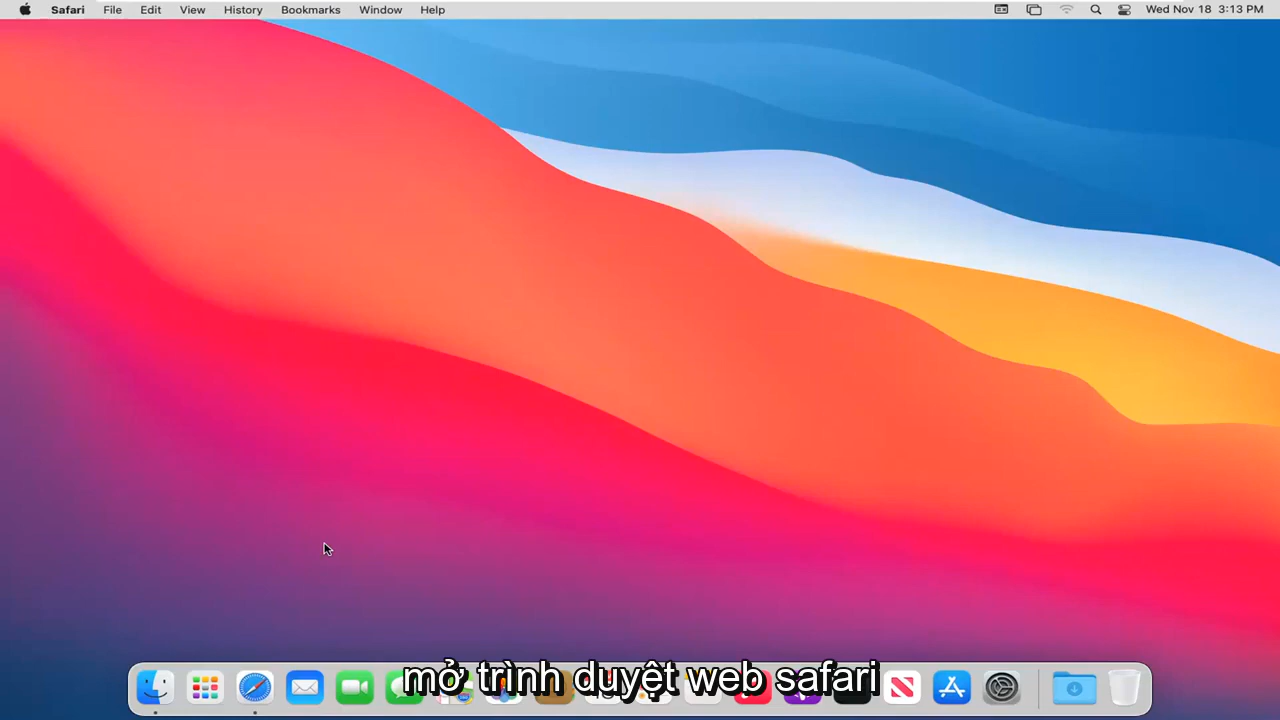 Safari File Edit View History Bookmarks Window Help Wed Nov 18 3:13 PM
mở trình duyệt web safari